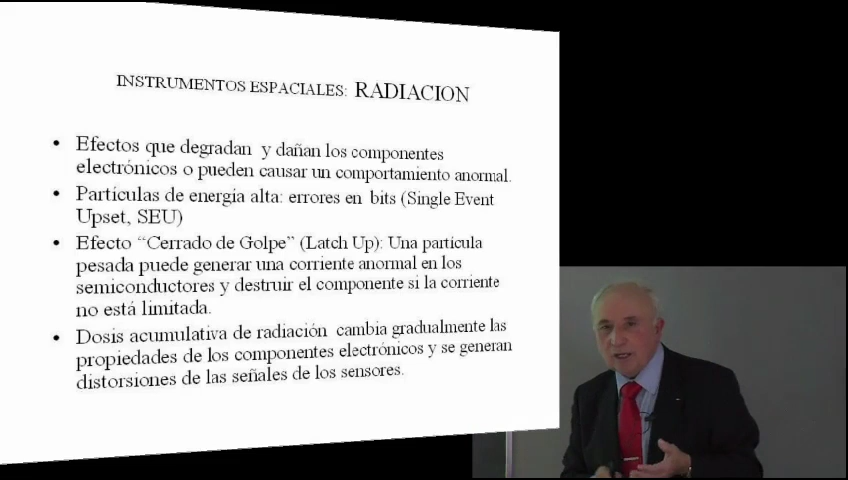 INSTRUMENTOS ESPACIALES: RADIACION
• Efectos que degradan y dañan los componentes
electrónicos o pueden causar un comportamiento anormal.
• Partículas de energía alta: errores en bits (Single Event
Upset, SEU)
• Efecto “Cerrado de Golpe” (Latch Up): Una partícula
pesada puede generar una corriente anormal en los
semiconductores y destruir el componente si la corriente
no está limitada.
• Dosis acumulativa de radiación cambia gradualmente las
propiedades de los componentes electrónicos y se generan
distorsiones de las señales de los sensores.